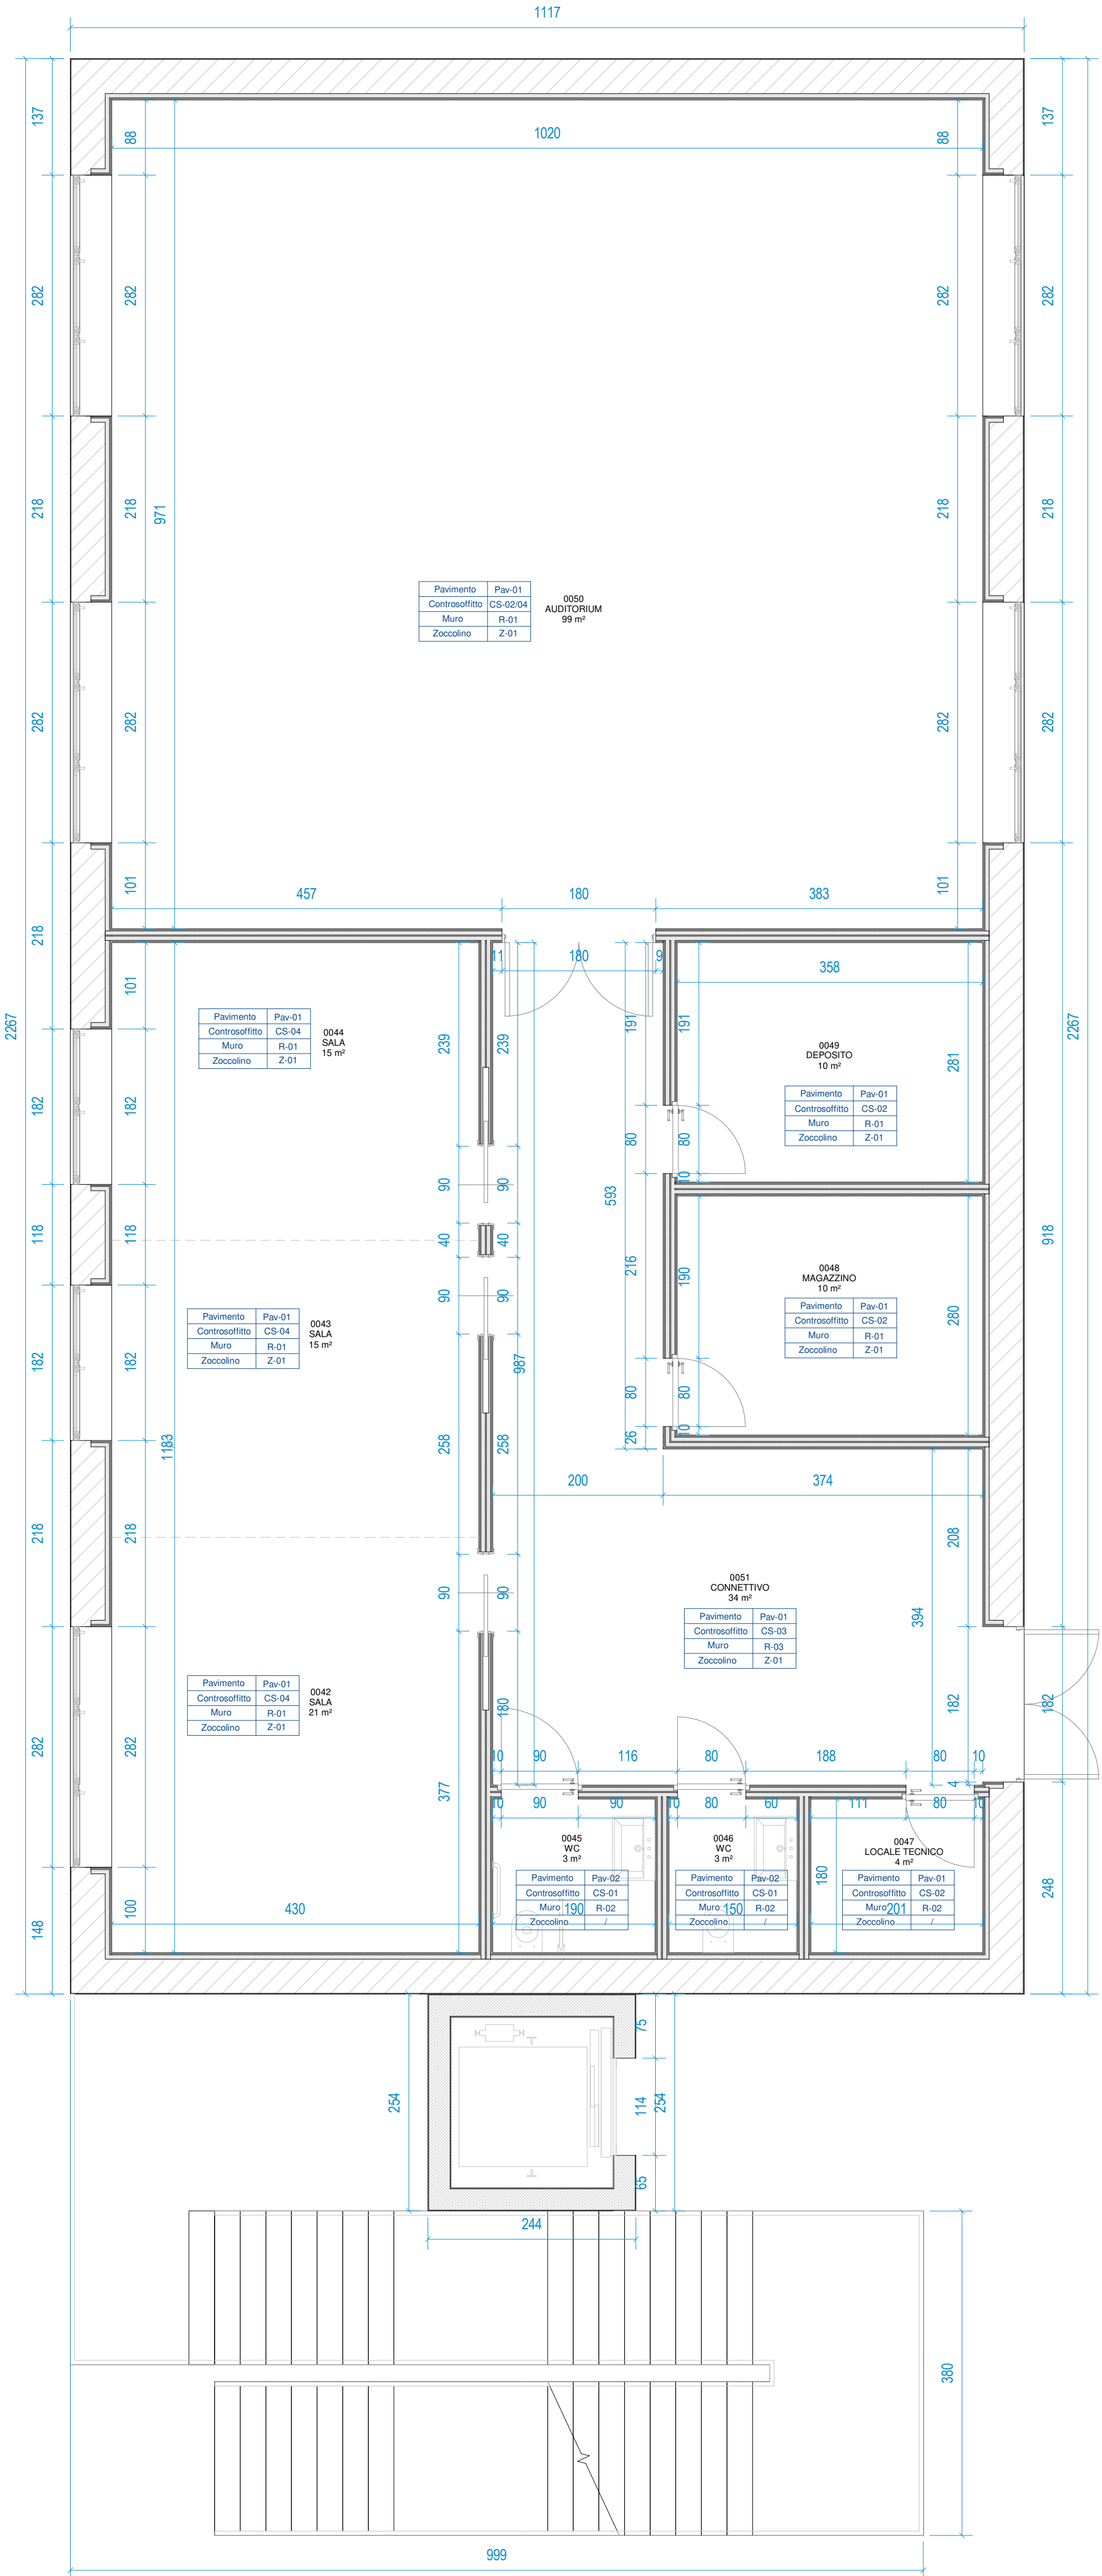 1117
137
88
1020
88
137
282
282
282
282
218
218
971
218
218
Pavimento Pav-01
Controsoffitto CS-02/04
Muro R-01
Zoccolino Z-01
0050
AUDITORIUM
99 m²
282
282
282
282
101
457
180
383
101
218
11
180
9
358
2267
101
239
239
191
191
281
2267
Pavimento Pav-01
Controsoffitto CS-04
Muro R-01
Zoccolino Z-01
0044
SALA
15 m²
0049
DEPOSITO
10 m²
Pavimento Pav-01
Controsoffitto CS-02
Muro R-01
Zoccolino Z-01
182
182
80
80
10
90
90
593
118
118
40
40
216
190
918
0048
MAGAZZINO
10 m²
Pavimento Pav-01
Controsoffitto CS-02
Muro R-01
Zoccolino Z-01
280
90
90
Pavimento Pav-01
Controsoffitto CS-04
Muro R-01
Zoccolino Z-01
0043
SALA
15 m²
182
182
987
80
80
10
26
1183
258
258
200
374
218
218
208
90
90
0051
CONNETTIVO
34 m²
394
Pavimento Pav-01
Controsoffitto CS-03
Muro R-03
Zoccolino Z-01
Pavimento Pav-01
Controsoffitto CS-04
Muro R-01
Zoccolino Z-01
0042
SALA
21 m²
180
182
182
282
282
377
10
90
116
80
188
80
10
4
10
90
90
10
80
60
111
80
10
0045
WC
3 m²
0046
WC
3 m²
0047
LOCALE TECNICO
4 m²
180
Pavimento Pav-02
Controsoffitto CS-01
Muro R-02
Zoccolino /
190
Pavimento Pav-02
Controsoffitto CS-01
Muro R-02
Zoccolino /
150
Pavimento Pav-01
Controsoffitto CS-02
Muro R-02
Zoccolino /
201
148
100
430
248
75
254
114
254
65
244
380
999